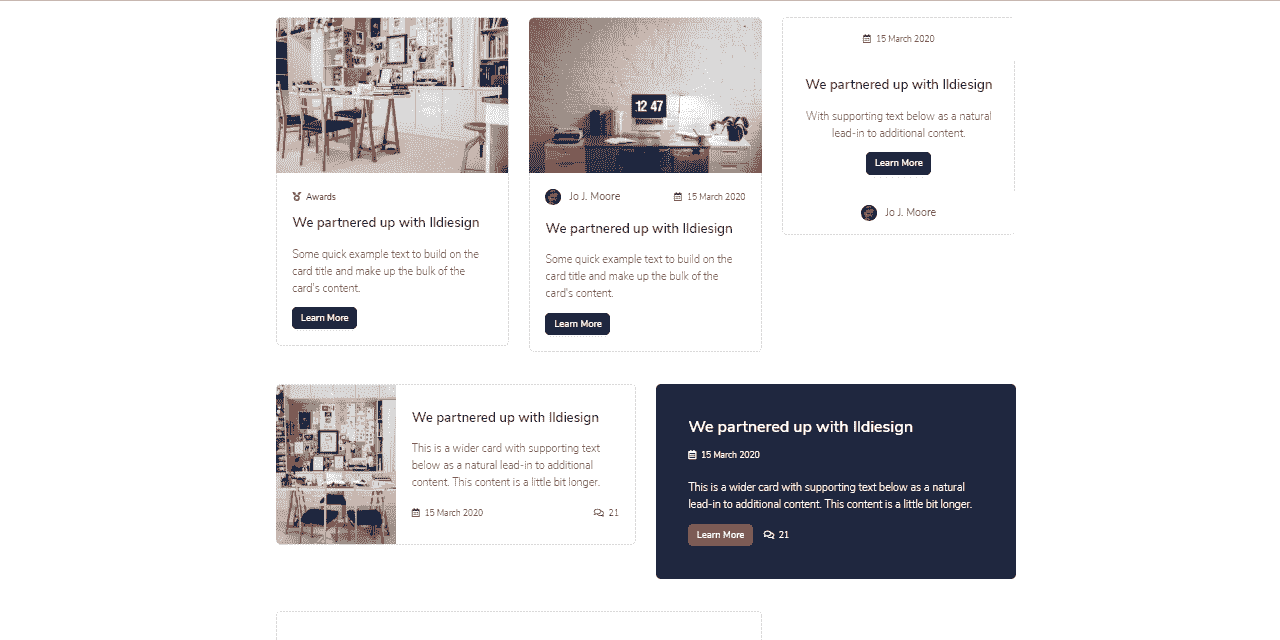 Awards
We partnered up with Ildiesign
Some quick example text to build on the
card title and make up the bulk of the
card's content.
Learn More
12 47
Jo J. Moore
15 March 2020
We partnered up with Ildiesign
Some quick example text to build on the
card title and make up the bulk of the
card's content.
Learn More
15 March 2020
We partnered up with Ildiesign
With supporting text below as a natural
lead-in to additional content.
Learn More
Jo J. Moore
We partnered up with Ildiesign
This is a wider card with supporting text
below as a natural lead-in to additional
content. This content is a little bit longer.
15 March 2020
21
We partnered up with Ildiesign
15 March 2020
This is a wider card with supporting text below as a natural
lead-in to additional content. This content is a little bit longer.
Learn More
21